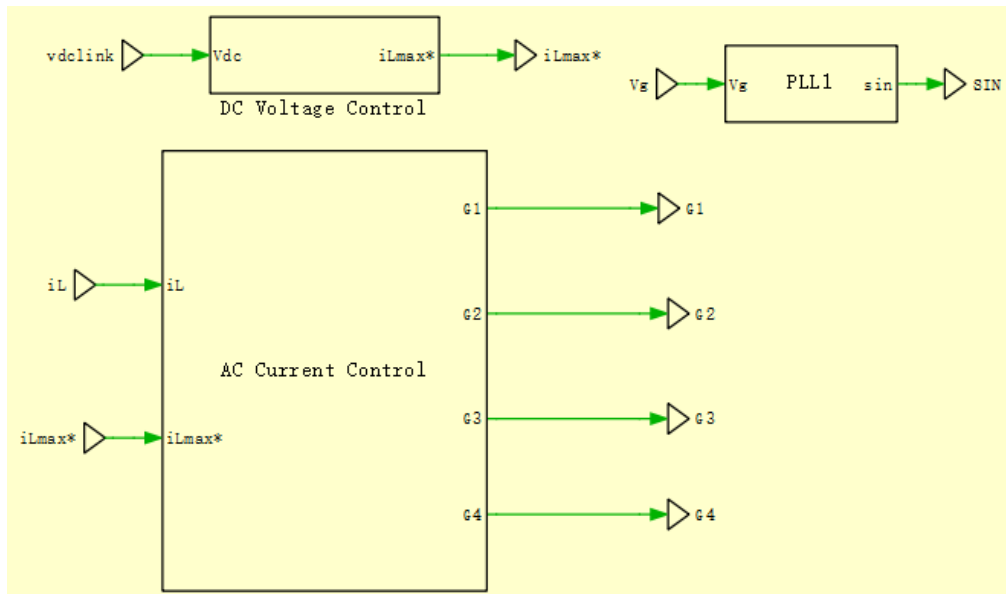 vdclink Vdc iLmax* iLmax*
DC Voltage Control
Vg Vg PLL1 sin SIN
G1 G1
iL iL
G2 G2
AC Current Control
G3 G3
iLmax* iLmax*
G4 G4